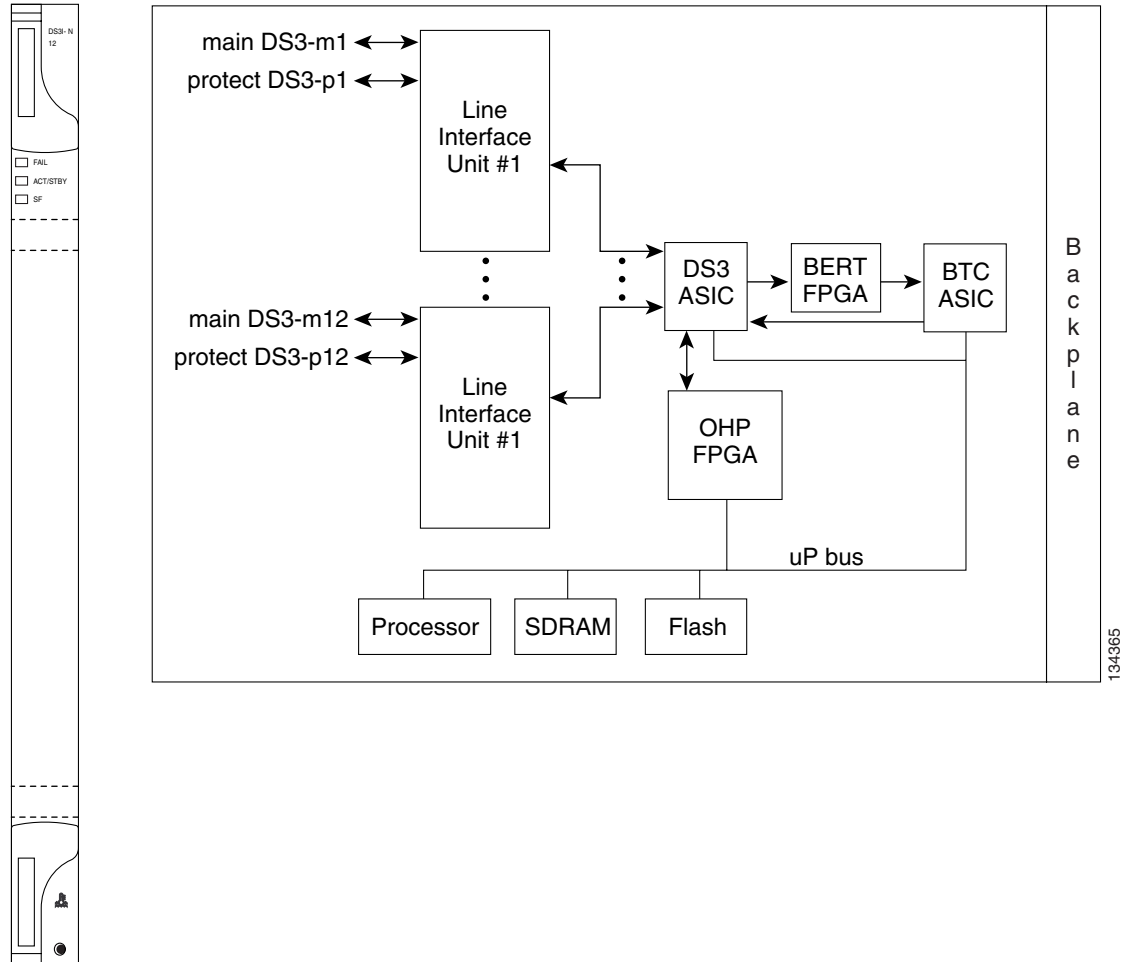 DS3I- N
12
FAIL
ACT/STBY
SF
main DS3-m1
protect DS3-p1
Line
Interface
Unit #1
main DS3-m12
protect DS3-p12
Line
Interface
Unit #1
DS3
ASIC
BERT
FPGA
BTC
ASIC
OHP
FPGA
uP bus
Processor
SDRAM
Flash
B
a
c
k
p
l
a
n
e
134365